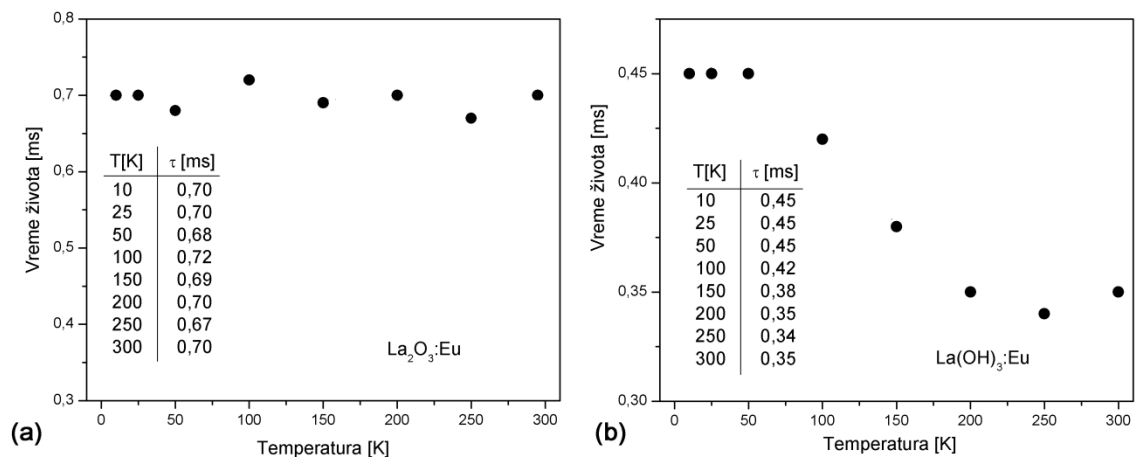 0,8
0,7
0,6
0,5
0,4
0,3
Vreme života [ms]
T[K] τ [ms]
10 0,70
25 0,70
50 0,68
100 0,72
150 0,69
200 0,70
250 0,67
300 0,70
La2O3:Eu
0 50 100 150 200 250 300
(a)
Temperatura [K]
0,45
0,40
0,35
0,30
Vreme života [ms]
T[K] τ [ms]
10 0,45
25 0,45
50 0,45
100 0,42
150 0,38
200 0,35
250 0,34
300 0,35
La(OH)3:Eu
0 50 100 150 200 250 300
(b)
Temperatura [K]